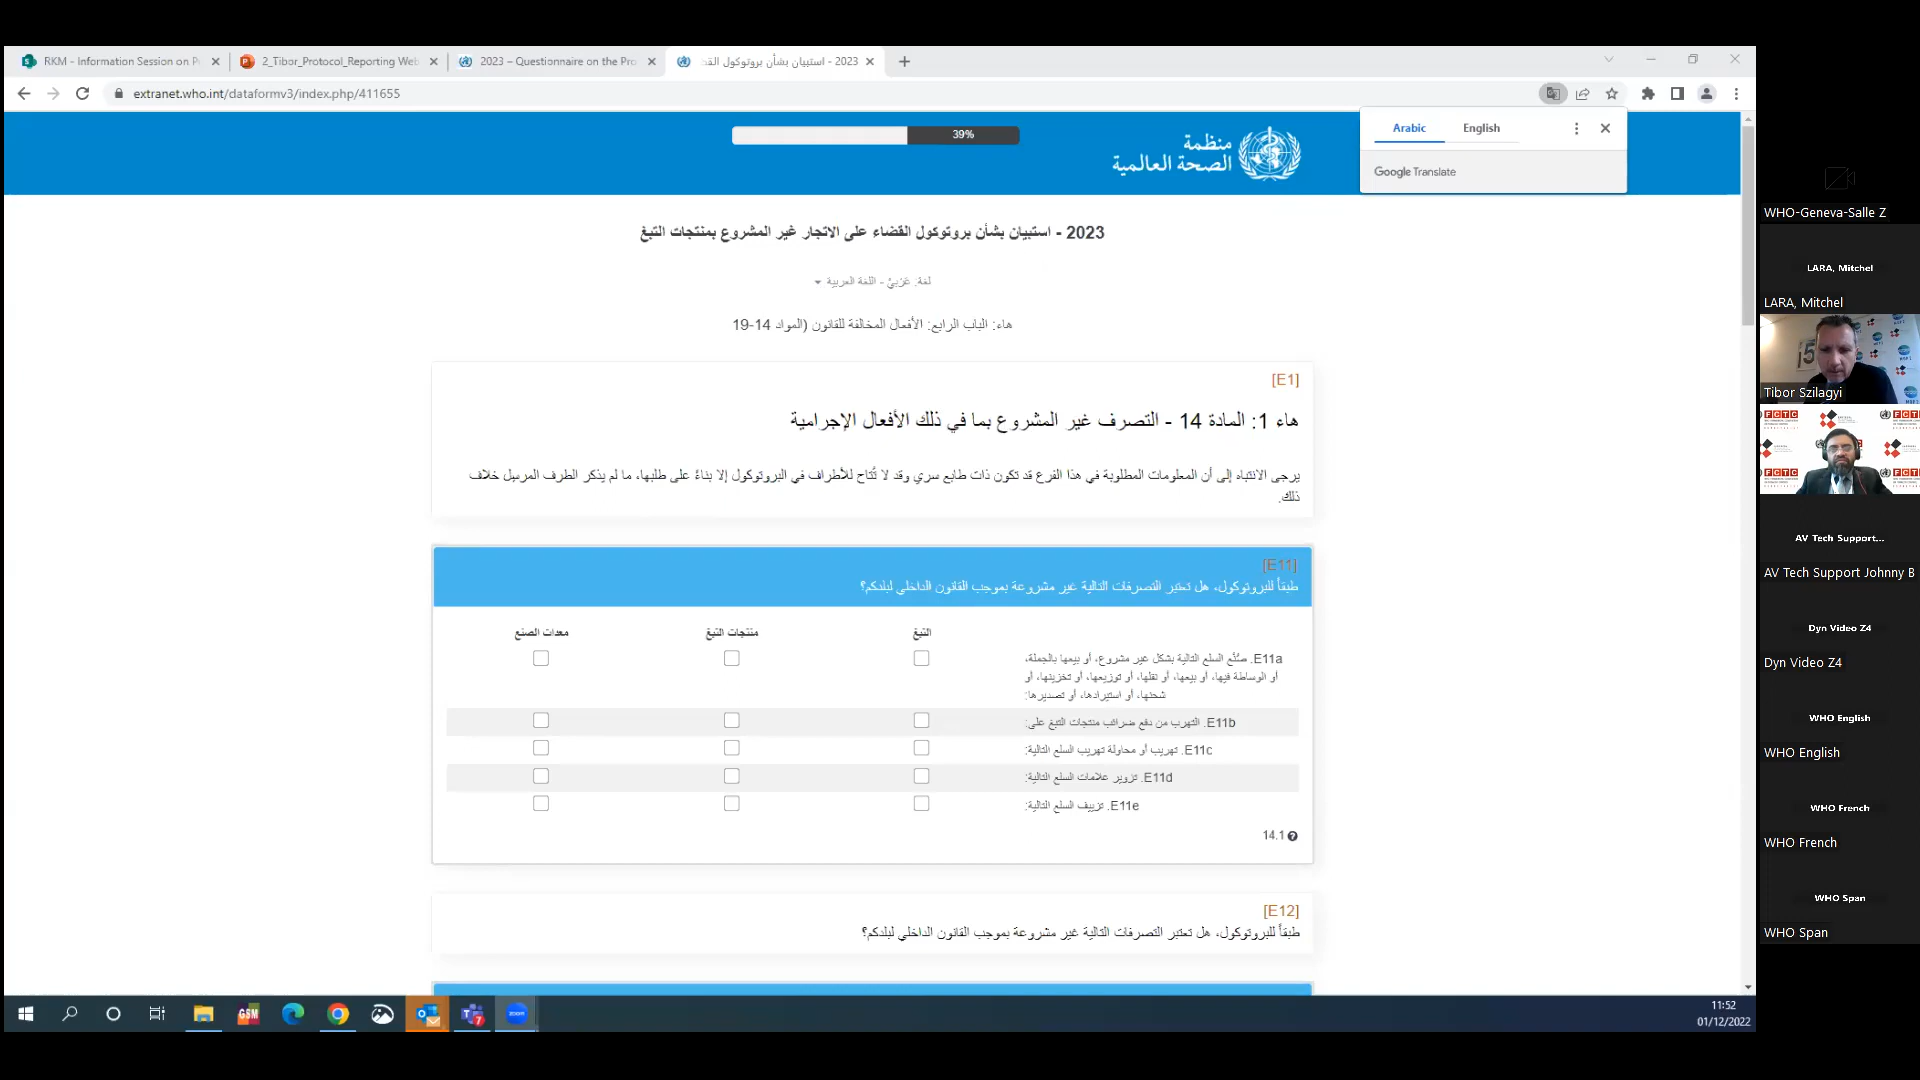 RKM - Information Session on P
2_Tibor_Protocol_Reporting Web
2023 – Questionnaire on the Pro
2023 - استبيان بشأن بروتوكول القضا
extranet.who.int/dataformv3/index.php/411655
Arabic English
Google Translate
39%
منظمة
الصحة العالمية
2023 - استبيان بشأن بروتوكول القضاء على الاتجار غير المشروع بمنتجات التبغ
لغة: عَرَبيْ - اللغة العربية
هاء: الباب الرابع: الأفعال المخالفة للقانون (المواد 14-19
[E1]
هاء 1: المادة 14 - التصرف غير المشروع بما في ذلك الأفعال الإجرامية
يرجى الانتباه إلى أن المعلومات المطلوبة في هذا الفرع قد تكون ذات طابع سري وقد لا تُتاح للأطراف في البروتوكول إلا بناءً على طلبها، ما لم يذكر الطرف المرسِل خلاف
ذلك.
[E11]
طبقاً للبروتوكول، هل تعتبر التصرفات التالية غير مشروعة بموجب القانون الداخلي لبلدكم؟
التبغ منتجات التبغ معدات الصنع
E11a. صُنْع السلع التالية بشكل غير مشروع، أو بيعها بالجملة،
أو الوساطة فيها، أو بيعها، أو نقلها، أو توزيعها، أو تخزينها، أو
شحنها، أو استيرادها، أو تصديرها:
E11b. التهرب من دفع ضرائب منتجات التبغ على:
E11c. تهريب أو محاولة تهريب السلع التالية:
E11d. تزوير علامات السلع التالية:
E11e. تزييف السلع التالية:
14.1
[E12]
طبقاً للبروتوكول، هل تعتبر التصرفات التالية غير مشروعة بموجب القانون الداخلي لبلدكم؟
GSM
zoom
7
11:52
01/12/2022
WHO-Geneva-Salle Z
LARA, Mitchel
LARA, Mitchel
Tibor Szilagyi
FCTC
FCTC
FCTC
FCTC
AV Tech Support...
AV Tech Support Johnny B
Dyn Video Z4
Dyn Video Z4
WHO English
WHO English
WHO French
WHO French
WHO Span
WHO Span